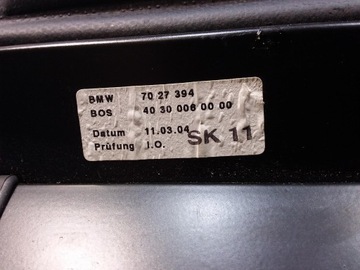 BMW 70 27 394
BOS 40 30 006 00 00
Datum 11.03.04 SK 11
Prüfung I.O.